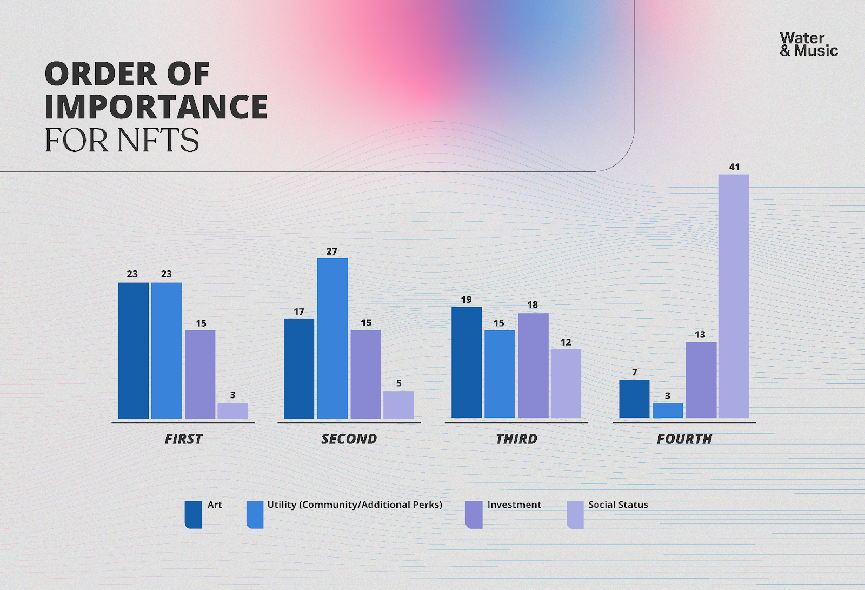 Water
& Music
ORDER OF
IMPORTANCE
FOR NFTS
23 23 15 3
17 27 15 5
19 15 18 12
7 3 13 41
FIRST SECOND THIRD FOURTH
Art Utility (Community/Additional Perks) Investment Social Status